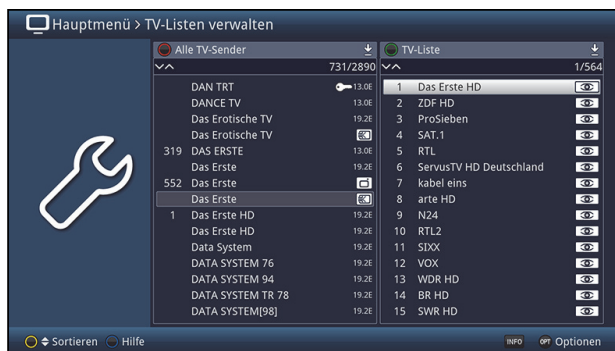 Hauptmenü > TV-Listen verwalten
Alle TV-Sender
731/2890
DAN TRT 13.0E
DANCE TV 13.0E
Das Erotische TV 19.2E
Das Erotische TV
319 DAS ERSTE 13.0E
Das Erste 19.2E
552 Das Erste
Das Erste
1 Das Erste HD 19.2E
Das Erste HD 19.2E
Data System 19.2E
DATA SYSTEM 76 19.2E
DATA SYSTEM 94 19.2E
DATA SYSTEM TR 78 19.2E
DATA SYSTEM[98] 19.2E
TV-Liste
1/564
1 Das Erste HD
2 ZDF HD
3 ProSieben
4 SAT.1
5 RTL
6 ServusTV HD Deutschland
7 kabel eins
8 arte HD
9 N24
10 RTL2
11 SIXX
12 VOX
13 WDR HD
14 BR HD
15 SWR HD
Sortieren Hilfe INFO OPT Optionen